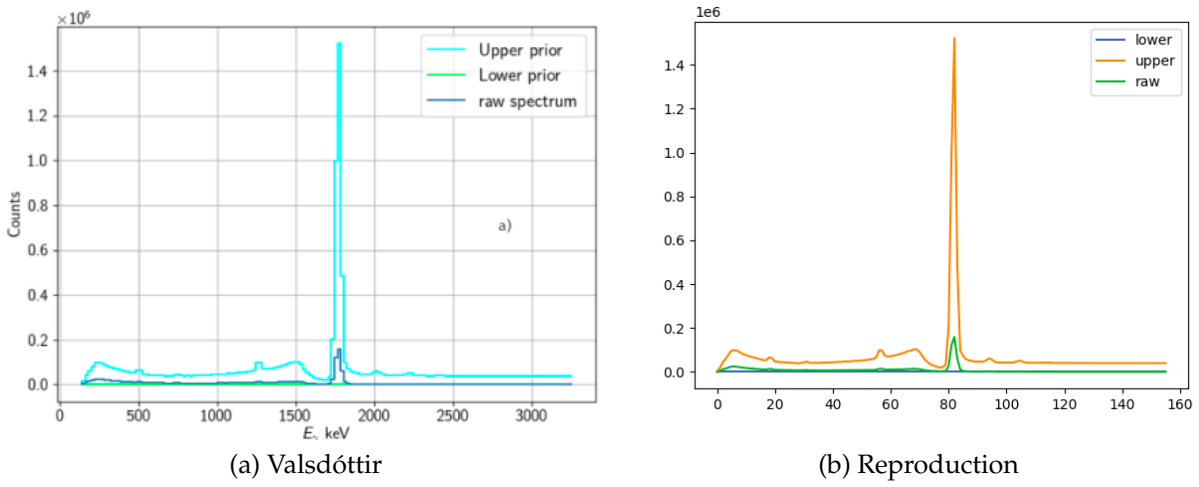 ×10⁶
1.4
1.2
1.0
0.8
0.6
0.4
0.2
0.0
Counts
Upper prior
Lower prior
raw spectrum
a)
0 500 1000 1500 2000 2500 3000
keV
(a) Valsdóttir
1e6
1.4
1.2
1.0
0.8
0.6
0.4
0.2
0.0
lower
upper
raw
0 20 40 60 80 100 120 140 160
(b) Reproduction